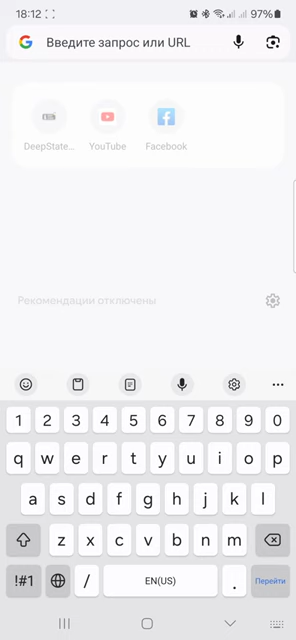 18:12 97%
Введите запрос или URL
DeepState... YouTube Facebook
Рекомендации отключены
1 2 3 4 5 6 7 8 9 0
q w e r t y u i o p
a s d f g h j k l
z x c v b n m
!#1 / EN(US) . Перейти